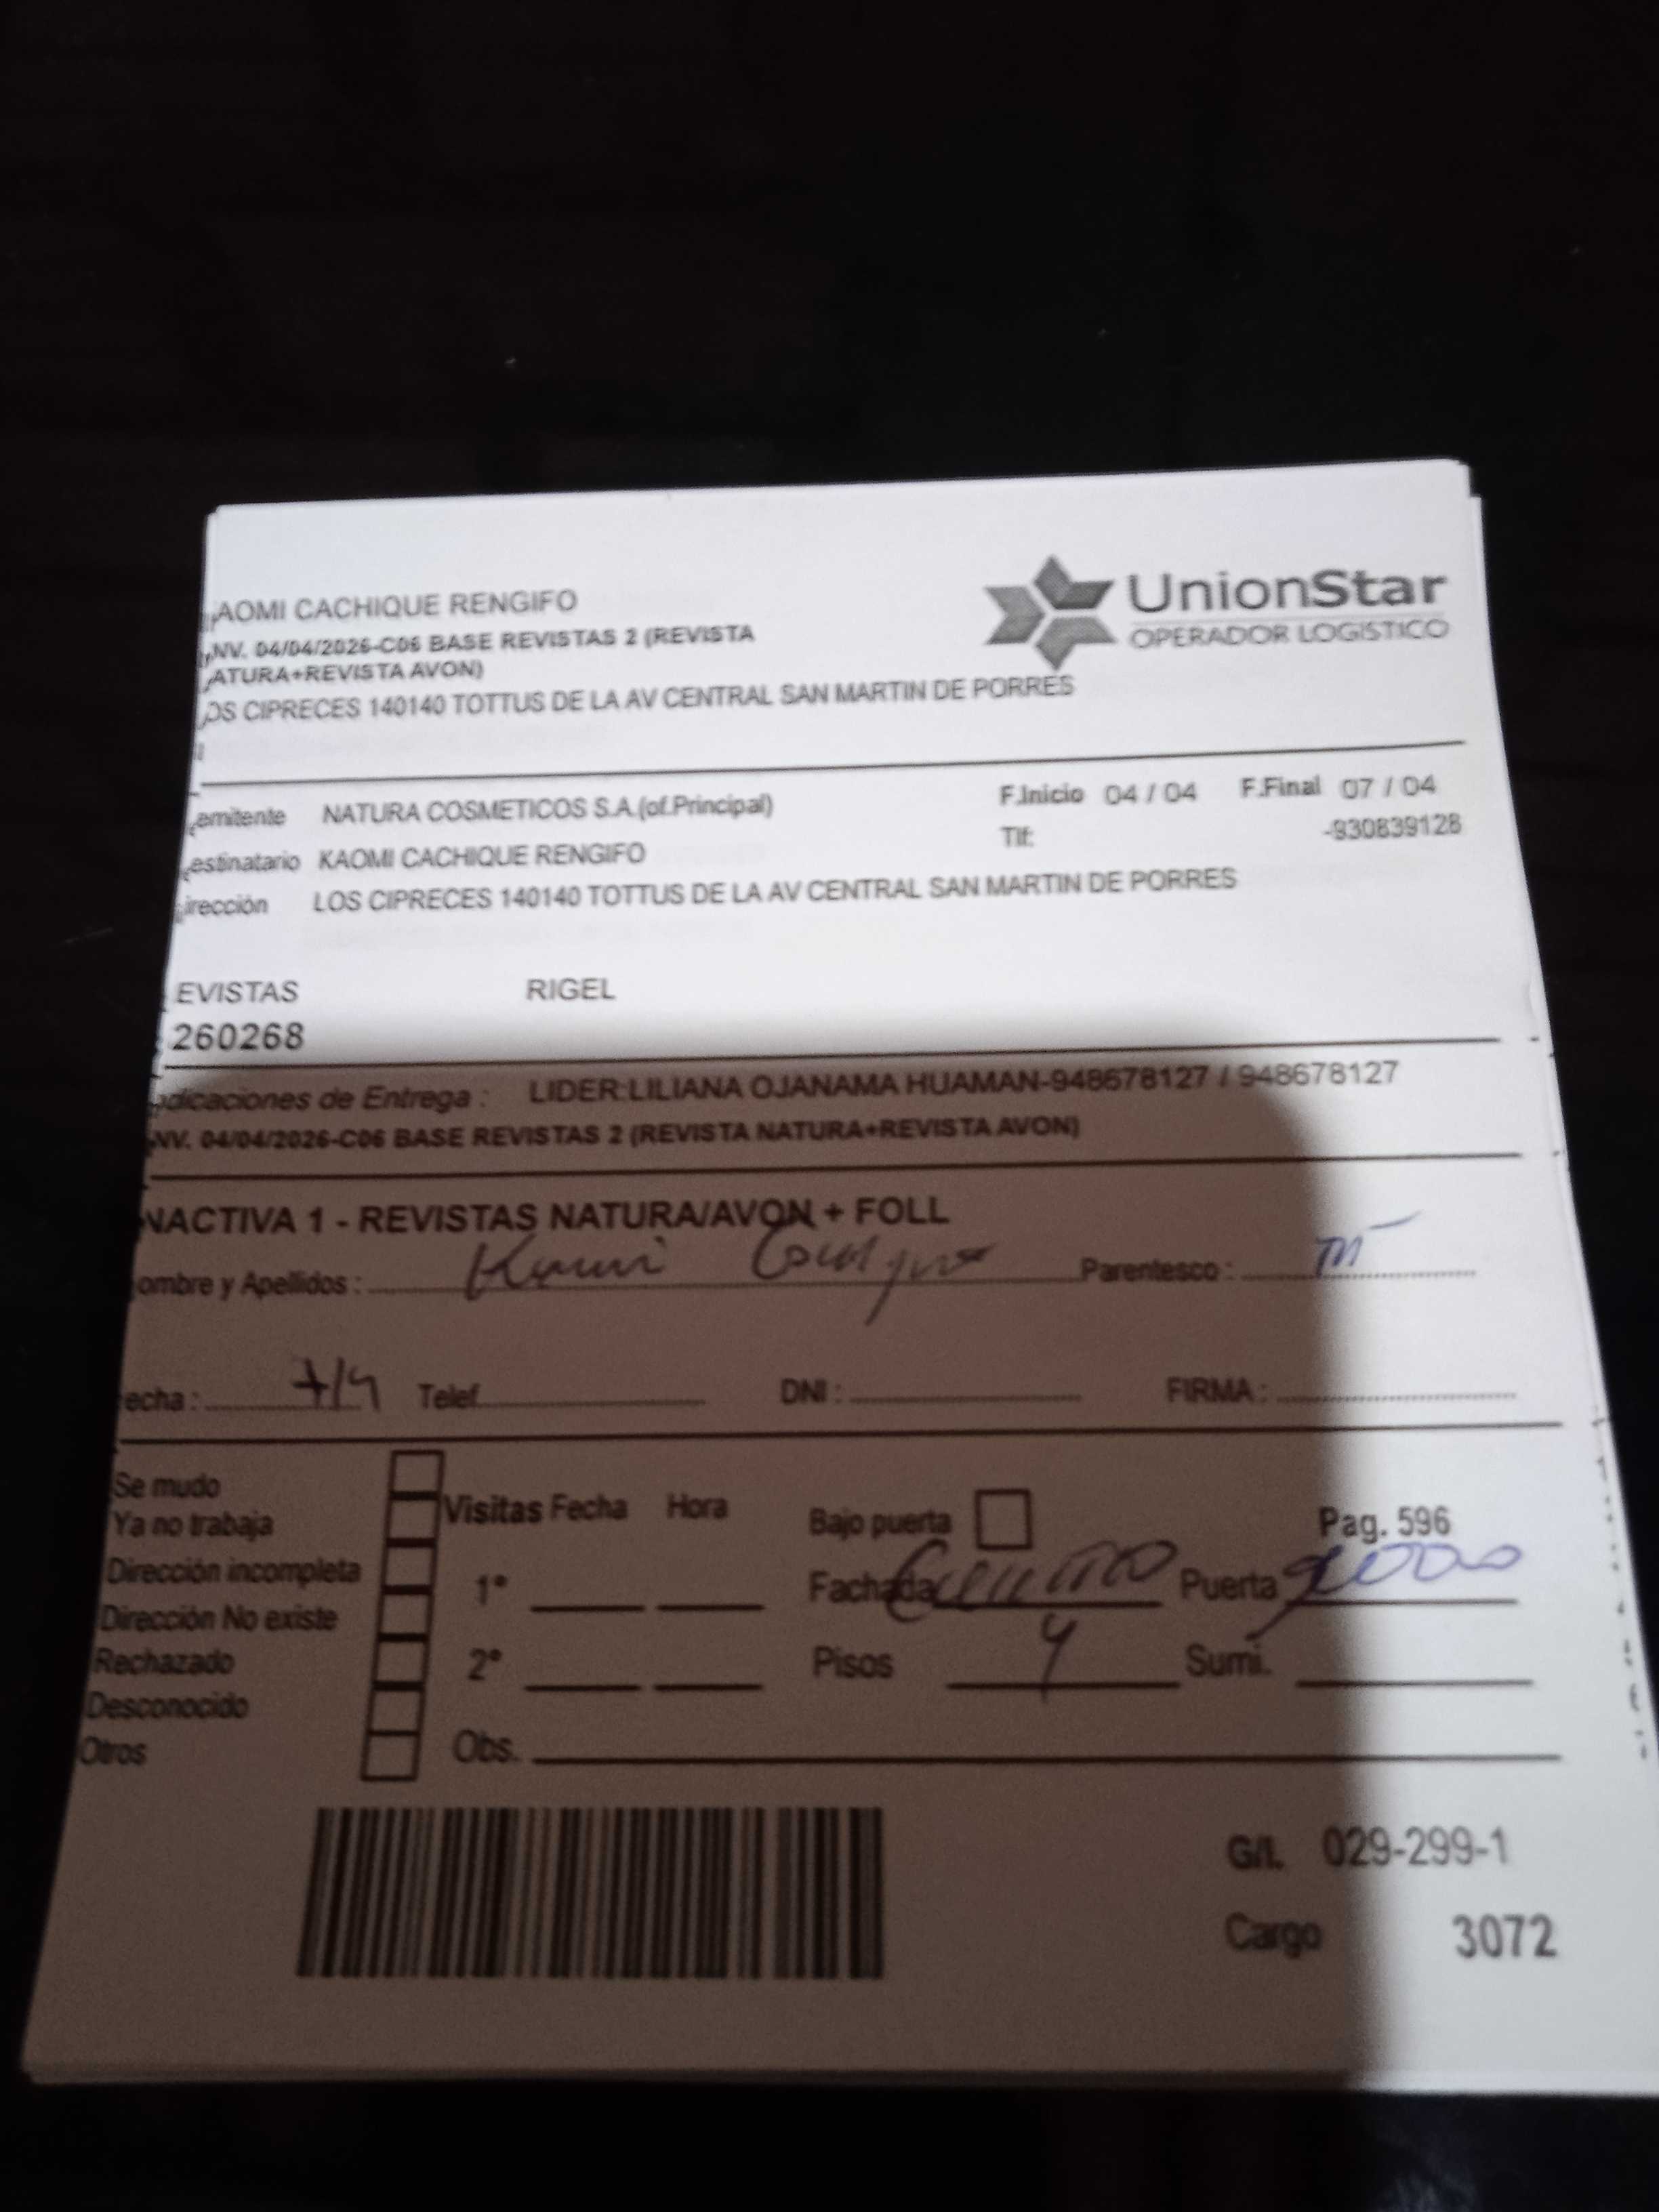 AOMI CACHIQUE RENGIFO
NV. 04/04/2026-C06 BASE REVISTAS 2 (REVISTA
ATURA+REVISTA AVON)
OS CIPRECES 140140 TOTTUS DE LA AV CENTRAL SAN MARTIN DE PORRES
UnionStar
OPERADOR LOGISTICO
emitente NATURA COSMETICOS S.A.(of.Principal) F.Inicio 04 / 04 F.Final 07 / 04
estinatario KAOMI CACHIQUE RENGIFO Tlf: -930839128
irección LOS CIPRECES 140140 TOTTUS DE LA AV CENTRAL SAN MARTIN DE PORRES
EVISTAS RIGEL
260268
dicaciones de Entrega : LIDER:LILIANA OJANAMA HUAMAN-948678127 / 948678127
NV. 04/04/2026-C06 BASE REVISTAS 2 (REVISTA NATURA+REVISTA AVON)
NACTIVA 1 - REVISTAS NATURA/AVON + FOLL
ombre y Apellidos : Parentesco :
echa : 7/4 Telef. DNI : FIRMA :
Se mudo
Ya no trabaja
Dirección incompleta
Dirección No existe
Rechazado
Desconocido
Otros
Visitas Fecha Hora
1°
2°
Obs.
Bajo puerta Pag. 596
Fachada Puerta
Pisos 4 Sumi.
G/I. 029-299-1
Cargo 3072